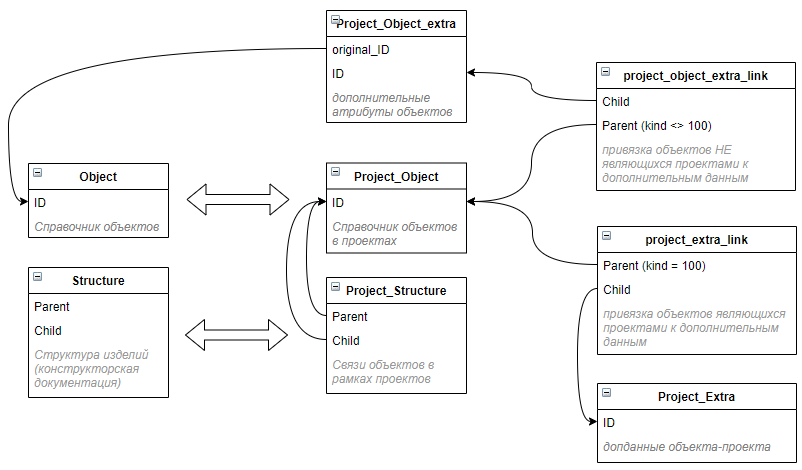 Project_Object_extra
original_ID
ID
дополнительные
атрибуты объектов
project_object_extra_link
Child
Parent (kind <> 100)
привязка объектов НЕ
являющихся проектами к
дополнительным данным
Object
ID
Справочник объектов
Project_Object
ID
Справочник объектов
в проектах
project_extra_link
Parent (kind = 100)
Child
привязка объектов являющихся
проектами к дополнительным
данным
Structure
Parent
Child
Структура изделий
(конструкторская
документация)
Project_Structure
Parent
Child
Связи объектов в
рамках проектов
Project_Extra
ID
допданные объекта-проекта